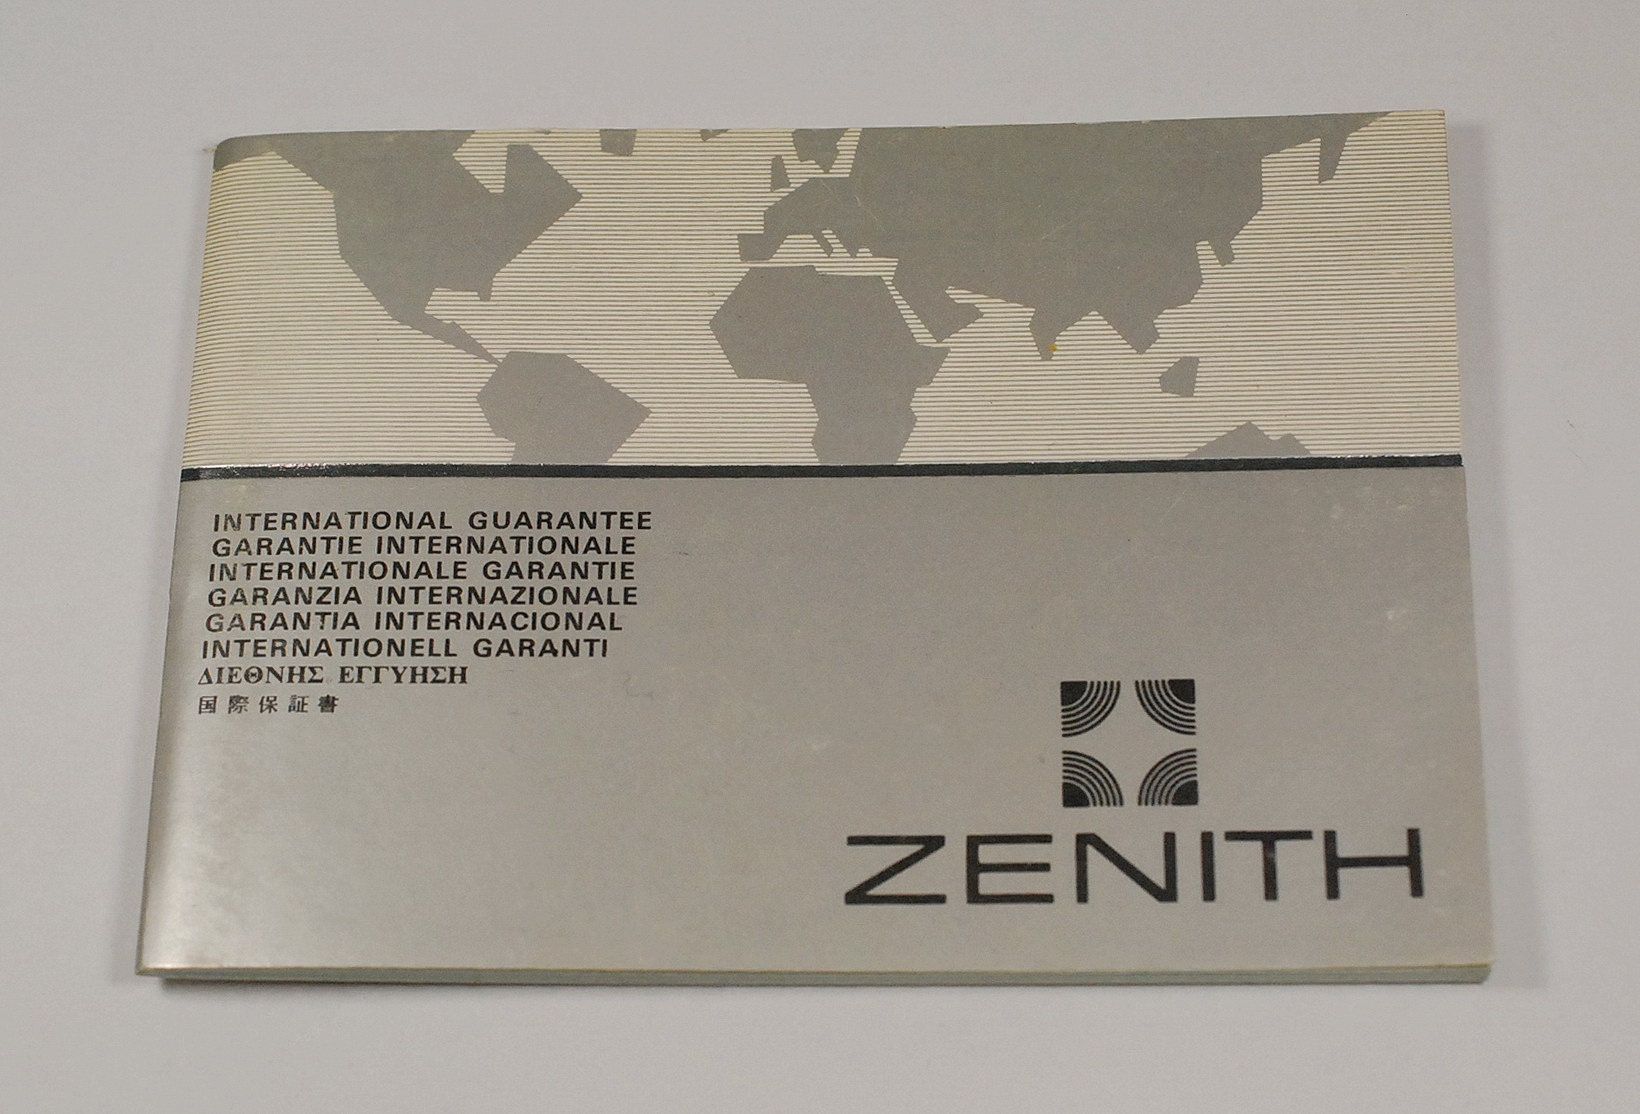 INTERNATIONAL GUARANTEE
GARANTIE INTERNATIONALE
INTERNATIONALE GARANTIE
GARANZIA INTERNAZIONALE
GARANTIA INTERNACIONAL
INTERNATIONELL GARANTI
ΔΙΕΘΝΗΣ ΕΓΓΥΗΣΗ
国際保証書
ZENITH